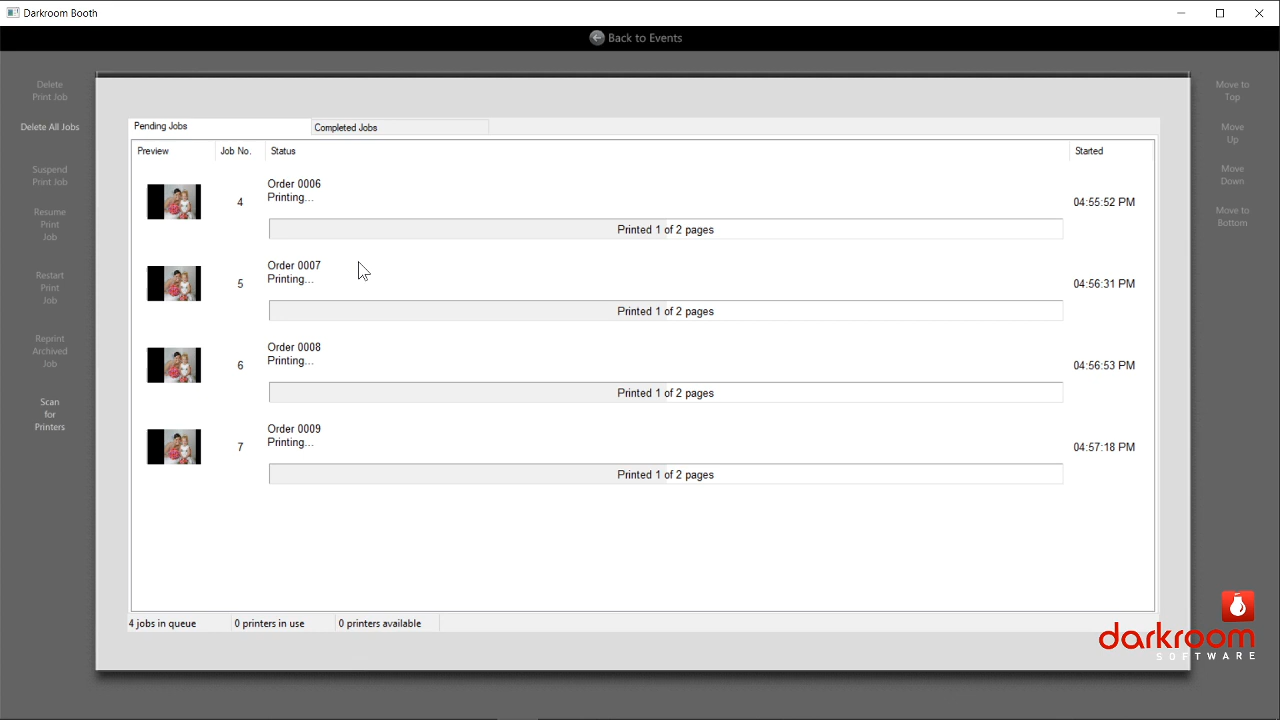 Darkroom Booth
Back to Events
Delete
Print Job
Delete All Jobs
Suspend
Print Job
Resume
Print
Job
Restart
Print
Job
Reprint
Archived
Job
Scan
for
Printers
Pending Jobs
Completed Jobs
Preview Job No. Status Started
Order 0006
Printing...
4 04:55:52 PM
Printed 1 of 2 pages
Order 0007
Printing...
5 04:56:31 PM
Printed 1 of 2 pages
Order 0008
Printing...
6 04:56:53 PM
Printed 1 of 2 pages
Order 0009
Printing...
7 04:57:18 PM
Printed 1 of 2 pages
4 jobs in queue 0 printers in use 0 printers available
Move to
Top
Move
Up
Move
Down
Move to
Bottom
darkroom
SOFTWARE